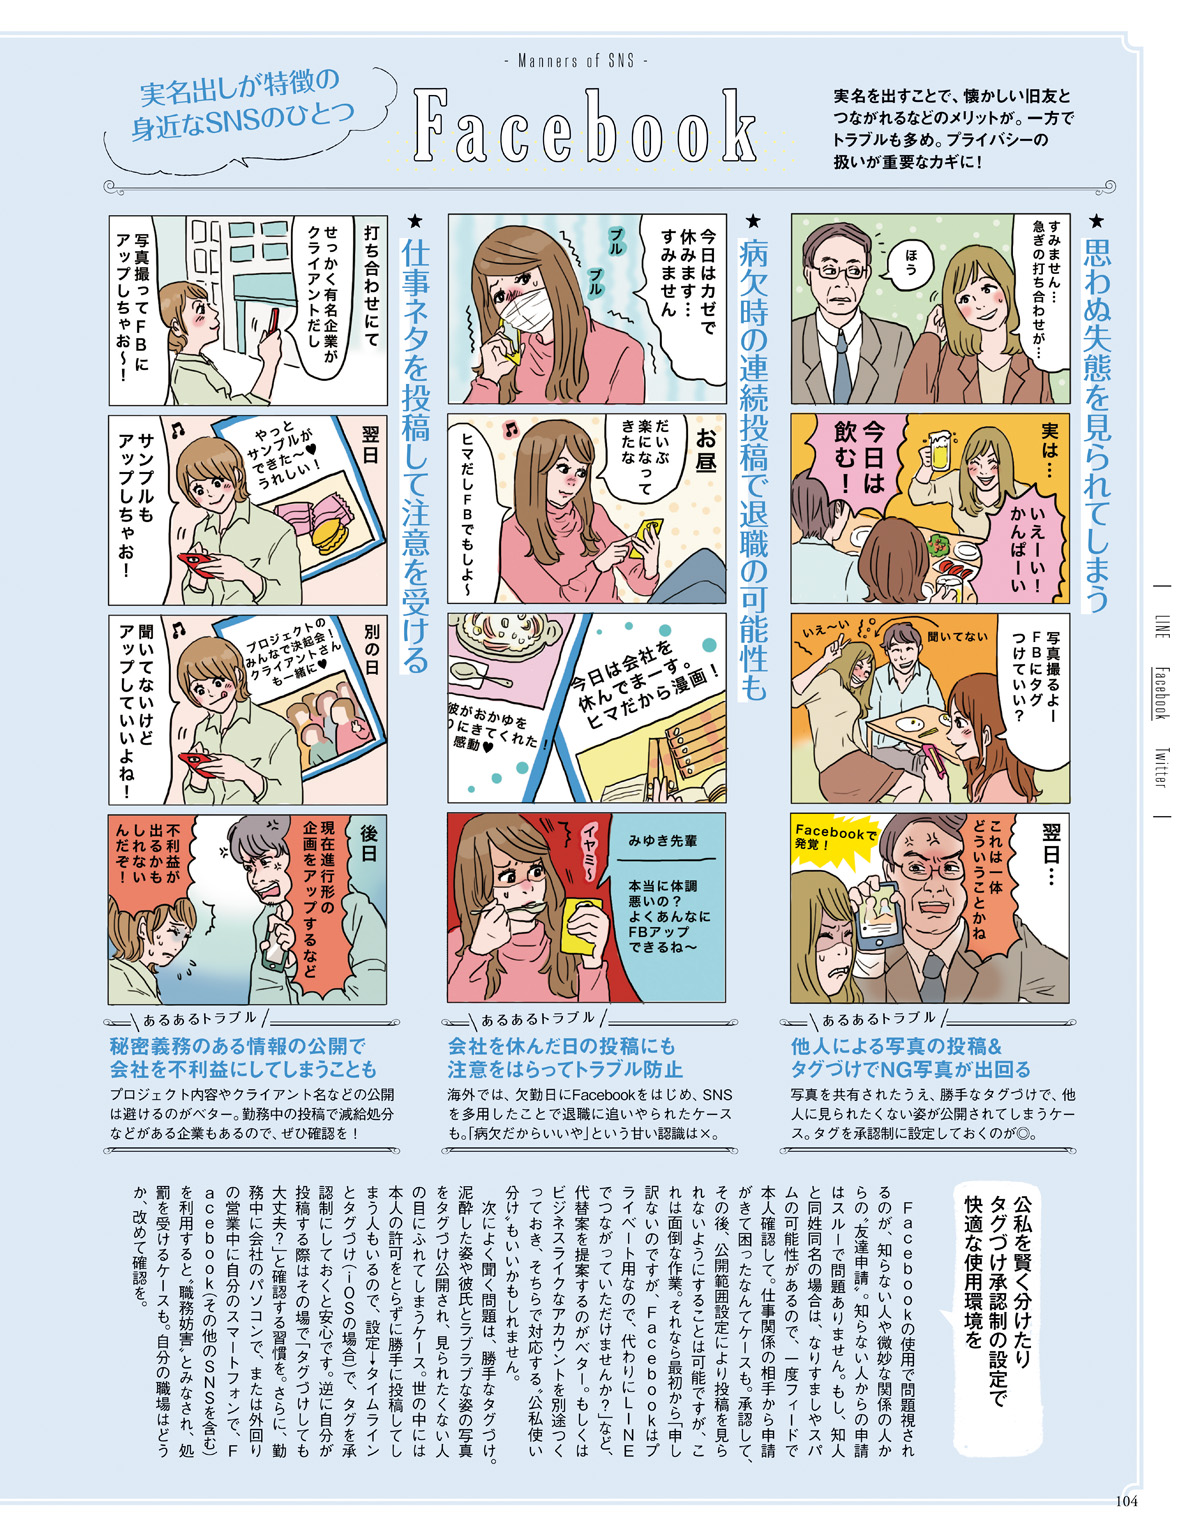 - Manners of SNS -
実名出しが特徴の
身近なSNSのひとつ
Facebook
実名を出すことで、懐かしい旧友と
つながれるなどのメリットが。一方で
トラブルも多め。プライバシーの
扱いが重要なカギに！
★思わぬ失態を見られてしまう
すみません…
急ぎの打ち合わせが…
ほう
実は…
いえーい！
かんぱーい
今日は
飲む！
写真撮るよー
FBにタグ
つけていい？
聞いてない
いえ〜い
翌日…
これは一体
どういうことかね
Facebookで
発覚！
あるあるトラブル
他人による写真の投稿＆
タグづけでNG写真が出回る
写真を共有されたうえ、勝手なタグづけで、他
人に見られたくない姿が公開されてしまうケー
ス。タグを承認制に設定しておくのが◎。
★病欠時の連続投稿で退職の可能性も
今日はカゼで
休みます…
すみません
ブル
ブル
お昼
だいぶ
楽になって
きたな
ヒマだしFBでもしよ〜
今日は会社を
休んでまーす。
ヒマだから漫画！
彼がおかゆを
りにきてくれた！
感動♥
みゆき先輩
本当に体調
悪いの？
よくあんなに
FBアップ
できるね〜
イヤミ〜
あるあるトラブル
会社を休んだ日の投稿にも
注意をはらってトラブル防止
海外では、欠勤日にFacebookをはじめ、SNS
を多用したことで退職に追いやられたケース
も。「病欠だからいいや」という甘い認識は×。
★仕事ネタを投稿して注意を受ける
打ち合わせにて
せっかく有名企業が
クライアントだし
写真撮ってFBに
アップしちゃお〜！
翌日
やっと
サンプルが
できた〜♥
うれしい！
サンプルも
アップしちゃお！
別の日
プロジェクトの
みんなで決起会！
クライアントさん
も一緒に♥
聞いてないけど
アップしていいよね！
後日
現在進行形の
企画をアップするなど
不利益が
出るかも
しれない
んだぞ！
あるあるトラブル
秘密義務のある情報の公開で
会社を不利益にしてしまうことも
プロジェクト内容やクライアント名などの公開
は避けるのがベター。勤務中の投稿で減給処分
などがある企業もあるので、ぜひ確認を！
公私を賢く分けたり
タグづけ承認制の設定で
快適な使用環境を
Facebookの使用で問題視され
るのが、知らない人や微妙な関係の人か
らの〝友達申請〟。知らない人からの申請
はスルーで問題ありません。もし、知人
と同姓同名の場合は、なりすましやスパ
ムの可能性があるので、一度フィードで
本人確認して。仕事関係の相手から申請
がきて困ったなんてケースも。承認して、
その後、公開範囲設定により投稿を見ら
れないようにすることは可能ですが、こ
れは面倒な作業。それなら最初から「申し
訳ないのですが、Facebookはプ
ライベート用なので、代わりにLINE
でつながっていただけませんか？」など、
代替案を提案するのがベター。もしくは
ビジネスライクなアカウントを別途つく
っておき、そちらで対応する〝公私使い
分け〟もいいかもしれません。
次によく聞く問題は、勝手なタグづけ。
泥酔した姿や彼氏とラブラブな姿の写真
をタグづけ公開され、見られたくない人
の目にふれてしまうケース。世の中には
本人の許可をとらずに勝手に投稿してし
まう人もいるので、設定→タイムライン
とタグづけ（iOSの場合）で、タグを承
認制にしておくと安心です。逆に自分が
投稿する際はその場で「タグづけしても
大丈夫？」と確認する習慣を。さらに、勤
務中に会社のパソコンで、または外回り
の営業中に自分のスマートフォンで、F
acebook（その他のSNSを含む）
を利用すると〝職務妨害〟とみなされ、処
罰を受けるケースも。自分の職場はどう
か、改めて確認を。
LINE
Facebook
Twitter
104